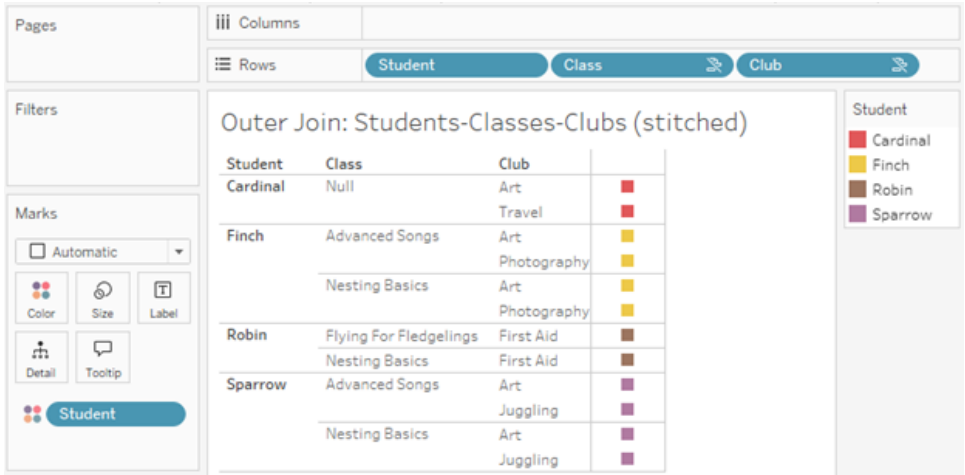 Pages
Columns
Rows Student Class Club
Filters
Marks
Automatic
Color Size Label
Detail Tooltip
Student
Outer Join: Students-Classes-Clubs (stitched)
Student Class Club
Cardinal Null Art
Travel
Finch Advanced Songs Art
Photography
Nesting Basics Art
Photography
Robin Flying For Fledgelings First Aid
Nesting Basics First Aid
Sparrow Advanced Songs Art
Juggling
Nesting Basics Art
Juggling
Student
Cardinal
Finch
Robin
Sparrow